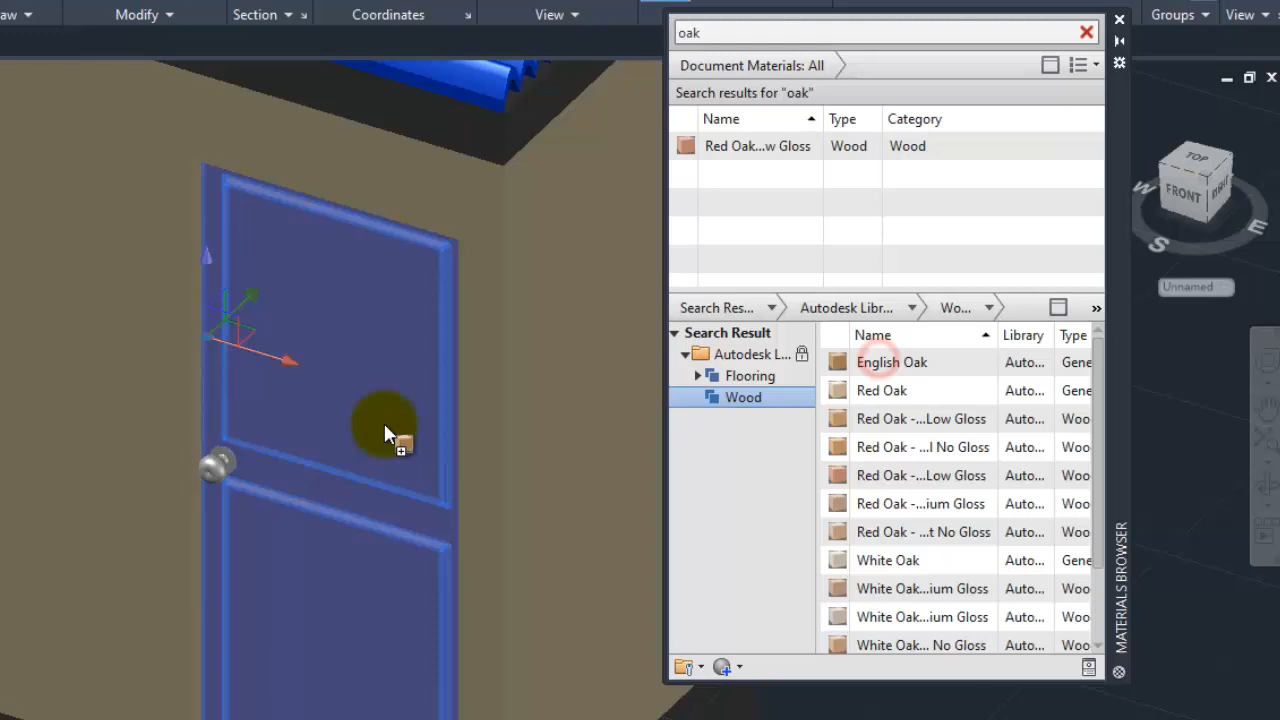 aw Modify Section Coordinates View Groups View
oak
Document Materials: All
Search results for "oak"
Name Type Category
Red Oak...w Gloss Wood Wood
Search Res... Autodesk Libr... Wo... »
Search Result
Autodesk L...
Flooring
Wood
Name Library Type
English Oak Auto... Gene
Red Oak Auto... Gene
Red Oak -...Low Gloss Auto... Woo
Red Oak - ...l No Gloss Auto... Woo
Red Oak -...Low Gloss Auto... Woo
Red Oak -...ium Gloss Auto... Woo
Red Oak - ...t No Gloss Auto... Woo
White Oak Auto... Gene
White Oak...ium Gloss Auto... Woo
White Oak...ium Gloss Auto... Woo
White Oak... No Gloss Auto... Woo
MATERIALS BROWSER
TOP
FRONT
RIGHT
W
S
E
Unnamed